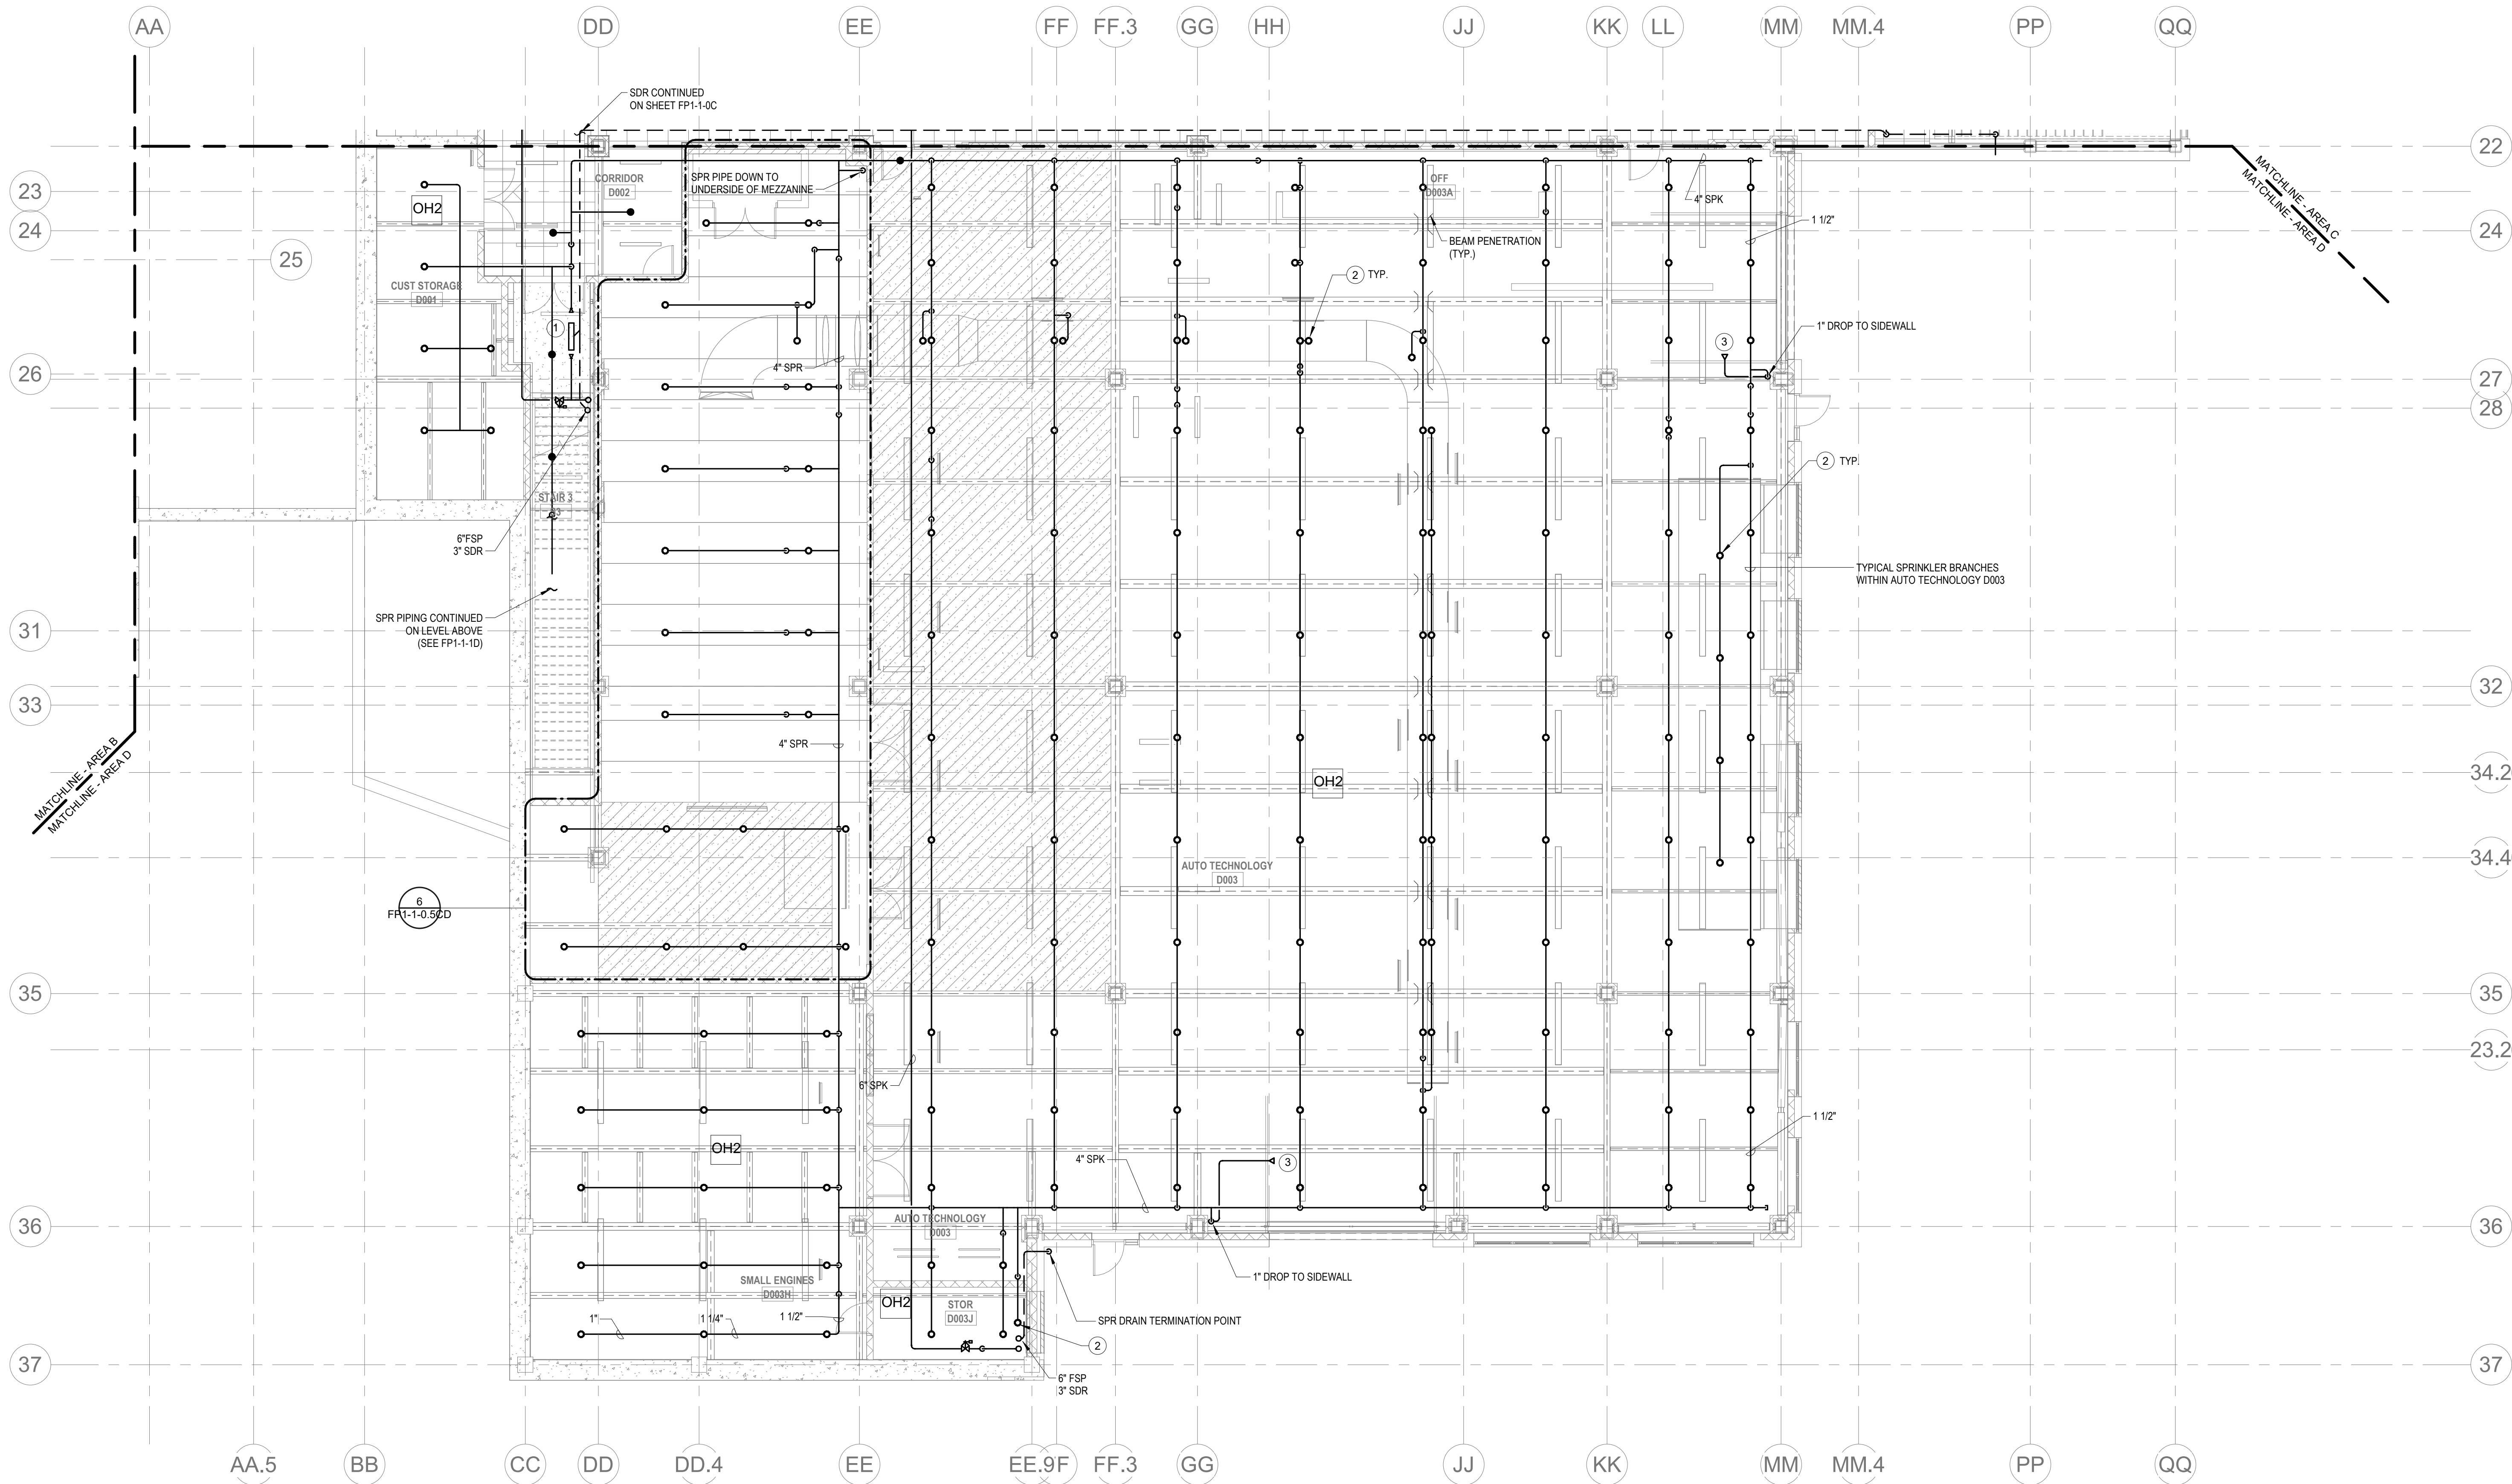 AA
DD
EE
FF
FF.3
GG
HH
JJ
KK
LL
MM
MM.4
PP
QQ
SDR CONTINUED
ON SHEET FP1-1-0C
22
23
24
25
26
31
33
35
36
37
24
27
28
32
34.2
34.4
35
23.2
36
37
MATCHLINE - AREA C
MATCHLINE - AREA D
MATCHLINE - AREA B
MATCHLINE - AREA D
CORRIDOR
D002
SPR PIPE DOWN TO
UNDERSIDE OF MEZZANINE
OFF
D003A
4" SPK
1 1/2"
BEAM PENETRATION
(TYP.)
OH2
CUST STORAGE
D001
2 TYP.
1
1" DROP TO SIDEWALL
3
4" SPR
2 TYP.
STAIR 3
6"FSP
3" SDR
TYPICAL SPRINKLER BRANCHES
WITHIN AUTO TECHNOLOGY D003
SPR PIPING CONTINUED
ON LEVEL ABOVE
(SEE FP1-1-1D)
4" SPR
OH2
AUTO TECHNOLOGY
D003
6
FP1-1-0.5CD
6" SPK
1 1/2"
OH2
4" SPK
3
AUTO TECHNOLOGY
D003
1" DROP TO SIDEWALL
SMALL ENGINES
D003H
OH2
STOR
D003J
1"
1 1/4"
1 1/2"
SPR DRAIN TERMINATION POINT
2
6" FSP
3" SDR
AA.5
BB
CC
DD
DD.4
EE
EE.9
FF.3
GG
JJ
KK
MM
MM.4
PP
QQ